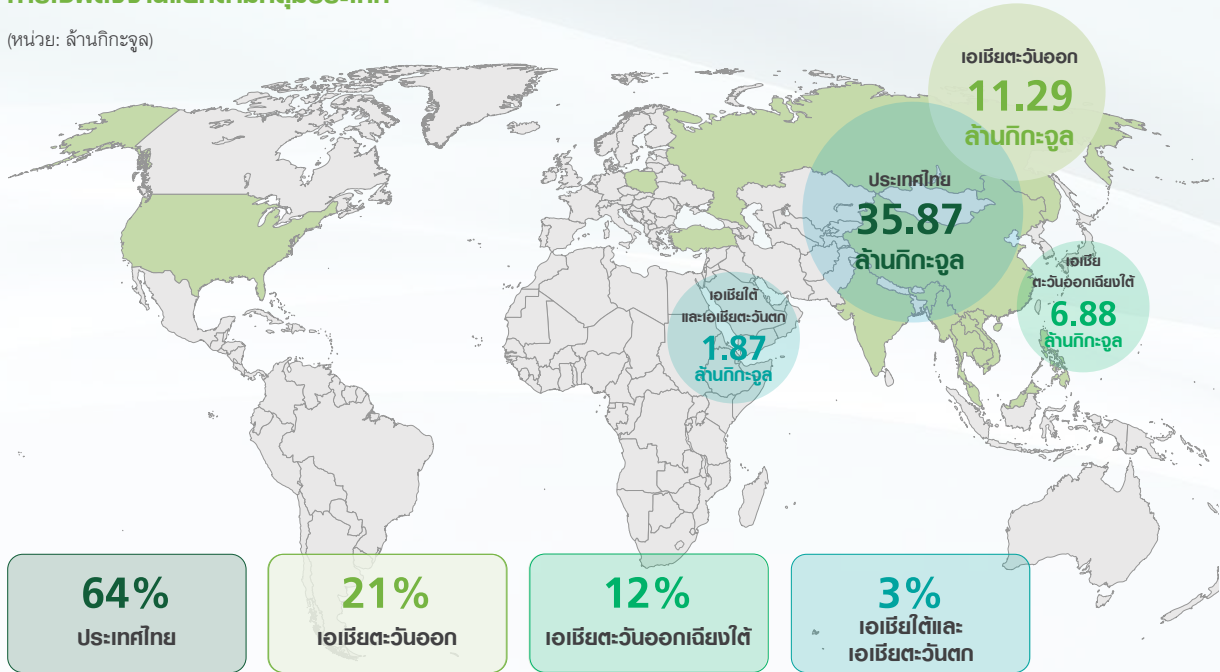 (หน่วย: ล้านกิกะจูล)
เอเชียตะวันออก
11.29
ล้านกิกะจูล
ประเทศไทย
35.87
ล้านกิกะจูล
เอเชีย
ตะวันออกเฉียงใต้
6.88
ล้านกิกะจูล
เอเชียใต้
และเอเชียตะวันตก
1.87
ล้านกิกะจูล
64%
ประเทศไทย
21%
เอเชียตะวันออก
12%
เอเชียตะวันออกเฉียงใต้
3%
เอเชียใต้และ
เอเชียตะวันตก